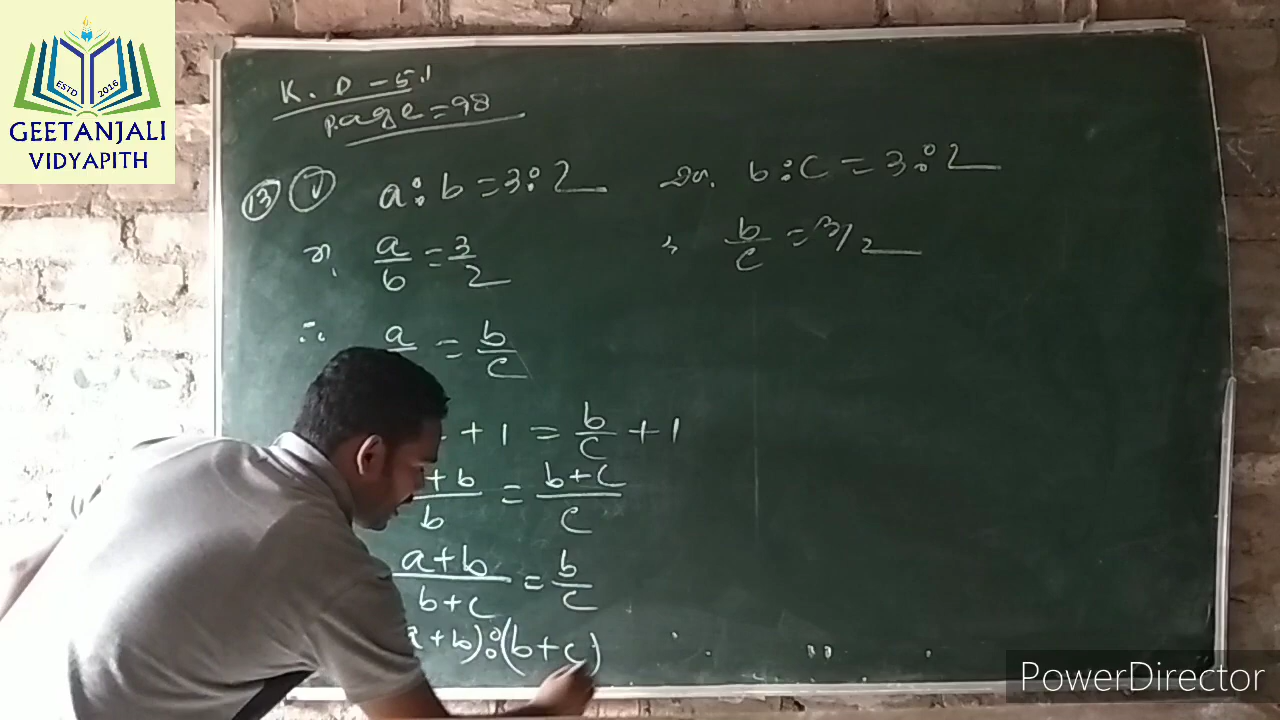 ESTD 2016
GEETANJALI
VIDYAPITH
K. D - 5.1
Page = 98
13 v a : b = 3 : 2 b : c = 3 : 2
a/b = 3/2 b/c = 3/2
∴ a = b/c
+ 1 = b/c + 1
+ b / b = b + c / c
a + b / b + c = b/c
a + b) : (b + c)
PowerDirector